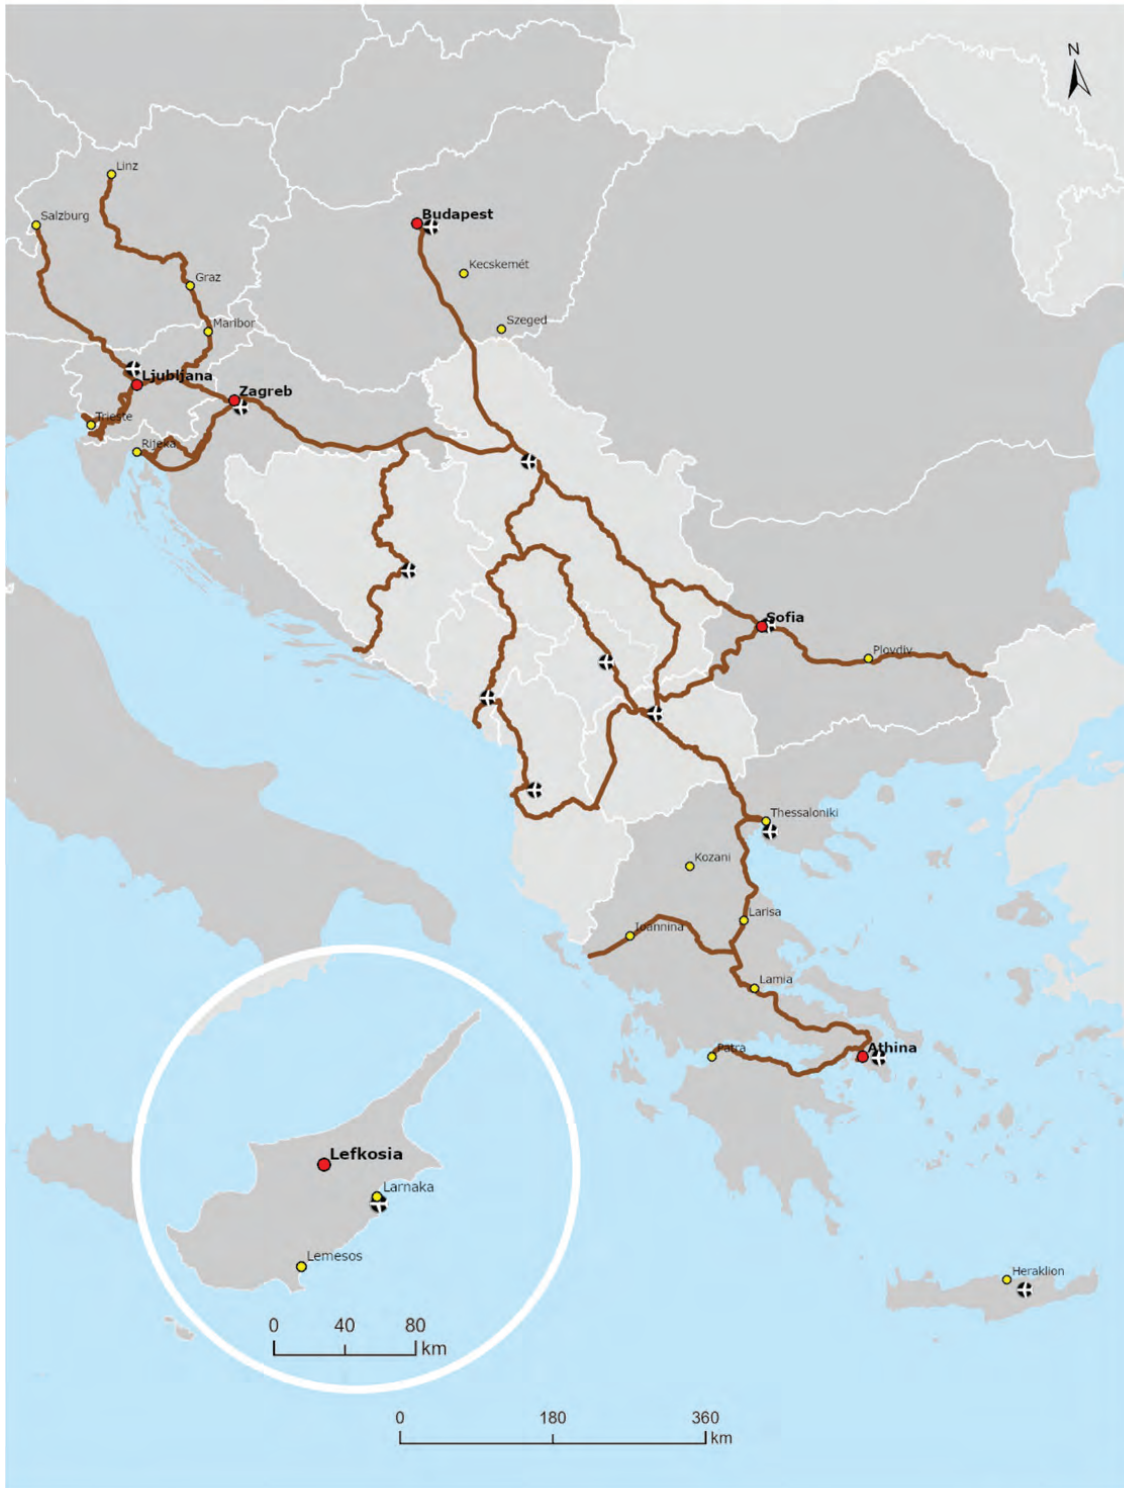 N
Linz
Salzburg
Budapest
Kecskemét
Graz
Szeged
Maribor
Ljubljana
Zagreb
Trieste
Rijeka
Sofia
Plovdiv
Thessaloniki
Kozani
Larisa
Ioannina
Lamia
Patra
Athina
Lefkosia
Larnaka
Lemesos
Heraklion
0 40 80
km
0 180 360
km